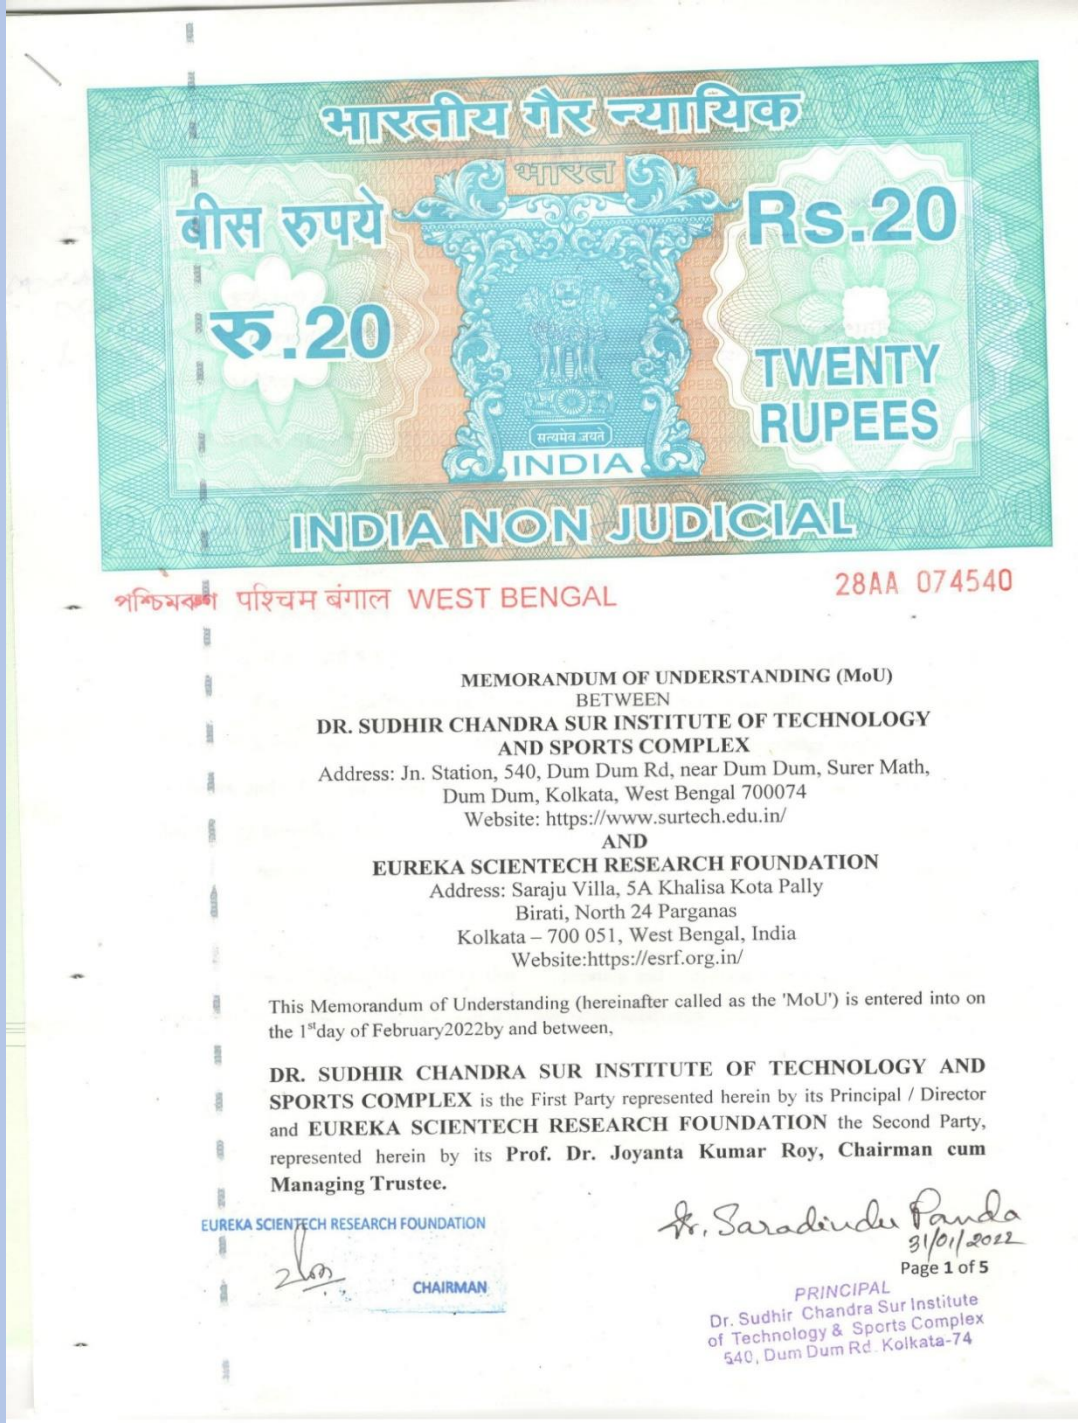 भारतीय गैर न्यायिक
भारत
बीस रुपये
Rs.20
रु.20
TWENTY
RUPEES
सत्यमेव जयते
INDIA
INDIA NON JUDICIAL
পশ্চিমবঙ্গ पश्चिम बंगाल WEST BENGAL
28AA 074540
MEMORANDUM OF UNDERSTANDING (MoU)
BETWEEN
DR. SUDHIR CHANDRA SUR INSTITUTE OF TECHNOLOGY
AND SPORTS COMPLEX
Address: Jn. Station, 540, Dum Dum Rd, near Dum Dum, Surer Math,
Dum Dum, Kolkata, West Bengal 700074
Website: https://www.surtech.edu.in/
AND
EUREKA SCIENTECH RESEARCH FOUNDATION
Address: Saraju Villa, 5A Khalisa Kota Pally
Birati, North 24 Parganas
Kolkata – 700 051, West Bengal, India
Website:https://esrf.org.in/
This Memorandum of Understanding (hereinafter called as the 'MoU') is entered into on
the 1stday of February2022by and between,
DR. SUDHIR CHANDRA SUR INSTITUTE OF TECHNOLOGY AND
SPORTS COMPLEX is the First Party represented herein by its Principal / Director
and EUREKA SCIENTECH RESEARCH FOUNDATION the Second Party,
represented herein by its Prof. Dr. Joyanta Kumar Roy, Chairman cum
Managing Trustee.
EUREKA SCIENTECH RESEARCH FOUNDATION
CHAIRMAN
Dr. Saradindu Panda
31/01/2022
Page 1 of 5
PRINCIPAL
Dr. Sudhir Chandra Sur Institute
of Technology & Sports Complex
540, Dum Dum Rd. Kolkata-74